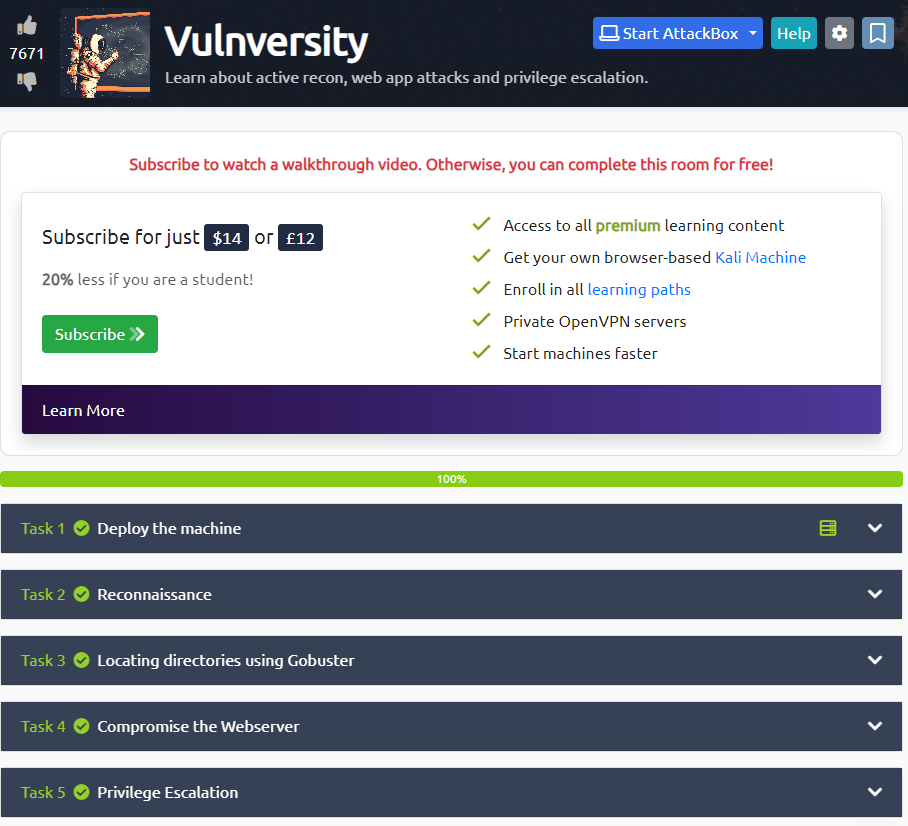 Vulnversity
Start AttackBox
Help
7671
Learn about active recon, web app attacks and privilege escalation.
Subscribe to watch a walkthrough video. Otherwise, you can complete this room for free!
Subscribe for just $14 or £12
20% less if you are a student!
Subscribe
Access to all premium learning content
Get your own browser-based Kali Machine
Enroll in all learning paths
Private OpenVPN servers
Start machines faster
Learn More
100%
Task 1 Deploy the machine
Task 2 Reconnaissance
Task 3 Locating directories using Gobuster
Task 4 Compromise the Webserver
Task 5 Privilege Escalation